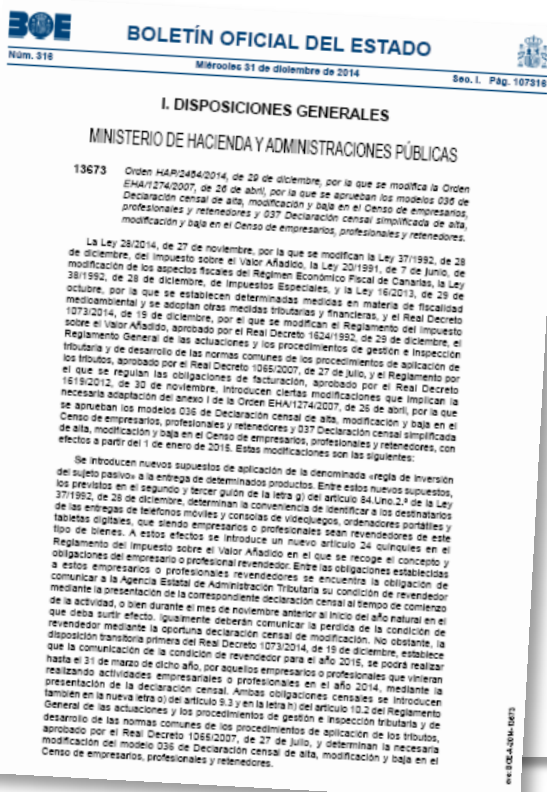 BOE
BOLETÍN OFICIAL DEL ESTADO
Núm. 316
Miércoles 31 de diciembre de 2014
Sec. I. Pág. 107316
I. DISPOSICIONES GENERALES
MINISTERIO DE HACIENDA Y ADMINISTRACIONES PÚBLICAS
13673 Orden HAP/2484/2014, de 29 de diciembre, por la que se modifica la Orden
EHA/1274/2007, de 26 de abril, por la que se aprueban los modelos 036 de
Declaración censal de alta, modificación y baja en el Censo de empresarios,
profesionales y retenedores y 037 Declaración censal simplificada de alta,
modificación y baja en el Censo de empresarios, profesionales y retenedores.
La Ley 28/2014, de 27 de noviembre, por la que se modifican la Ley 37/1992, de 28
de diciembre, del Impuesto sobre el Valor Añadido, la Ley 20/1991, de 7 de junio, de
modificación de los aspectos fiscales del Régimen Económico Fiscal de Canarias, la Ley
38/1992, de 28 de diciembre, de Impuestos Especiales, y la Ley 16/2013, de 29 de
octubre, por la que se establecen determinadas medidas en materia de fiscalidad
medioambiental y se adoptan otras medidas tributarias y financieras, y el Real Decreto
1073/2014, de 19 de diciembre, por el que se modifican el Reglamento del Impuesto
sobre el Valor Añadido, aprobado por el Real Decreto 1624/1992, de 29 de diciembre, el
Reglamento General de las actuaciones y los procedimientos de gestión e inspección
tributaria y de desarrollo de las normas comunes de los procedimientos de aplicación de
los tributos, aprobado por el Real Decreto 1065/2007, de 27 de julio, y el Reglamento por
el que se regulan las obligaciones de facturación, aprobado por el Real Decreto
1619/2012, de 30 de noviembre, introducen ciertas modificaciones que implican la
necesaria adaptación del anexo I de la Orden EHA/1274/2007, de 26 de abril, por la que
se aprueban los modelos 036 de Declaración censal de alta, modificación y baja en el
Censo de empresarios, profesionales y retenedores y 037 Declaración censal simplificada
de alta, modificación y baja en el Censo de empresarios, profesionales y retenedores, con
efectos a partir del 1 de enero de 2015. Estas modificaciones son las siguientes:
Se introducen nuevos supuestos de aplicación de la denominada «regla de inversión
del sujeto pasivo» a la entrega de determinados productos. Entre estos nuevos supuestos,
los previstos en el segundo y tercer guión de la letra g) del artículo 84.Uno.2.º de la Ley
37/1992, de 28 de diciembre, determinan la conveniencia de identificar a los destinatarios
de las entregas de teléfonos móviles y consolas de videojuegos, ordenadores portátiles y
tabletas digitales, que siendo empresarios o profesionales sean revendedores de este
tipo de bienes. A estos efectos se introduce un nuevo artículo 24 quinquies en el
Reglamento del Impuesto sobre el Valor Añadido en el que se recoge el concepto y
obligaciones del empresario o profesional revendedor. Entre las obligaciones establecidas
a estos empresarios o profesionales revendedores se encuentra la obligación de
comunicar a la Agencia Estatal de Administración Tributaria su condición de revendedor
mediante la presentación de la correspondiente declaración censal al tiempo de comienzo
de la actividad, o bien durante el mes de noviembre anterior al inicio del año natural en el
que deba surtir efecto. Igualmente deberán comunicar la perdida de la condición de
revendedor mediante la oportuna declaración censal de modificación. No obstante, la
disposición transitoria primera del Real Decreto 1073/2014, de 19 de diciembre, establece
que la comunicación de la condición de revendedor para el año 2015, se podrá realizar
hasta el 31 de marzo de dicho año, por aquellos empresarios o profesionales que vinieran
realizando actividades empresariales o profesionales en el año 2014, mediante la
presentación de la declaración censal. Ambas obligaciones censales se introducen
también en la nueva letra o) del artículo 9.3 y en la letra h) del artículo 10.2 del Reglamento
General de las actuaciones y los procedimientos de gestión e inspección tributaria y de
desarrollo de las normas comunes de los procedimientos de aplicación de los tributos,
aprobado por el Real Decreto 1065/2007, de 27 de julio, y determinan la necesaria
modificación del modelo 036 de Declaración censal de alta, modificación y baja en el
Censo de empresarios, profesionales y retenedores.
cve: BOE-A-2014-13673